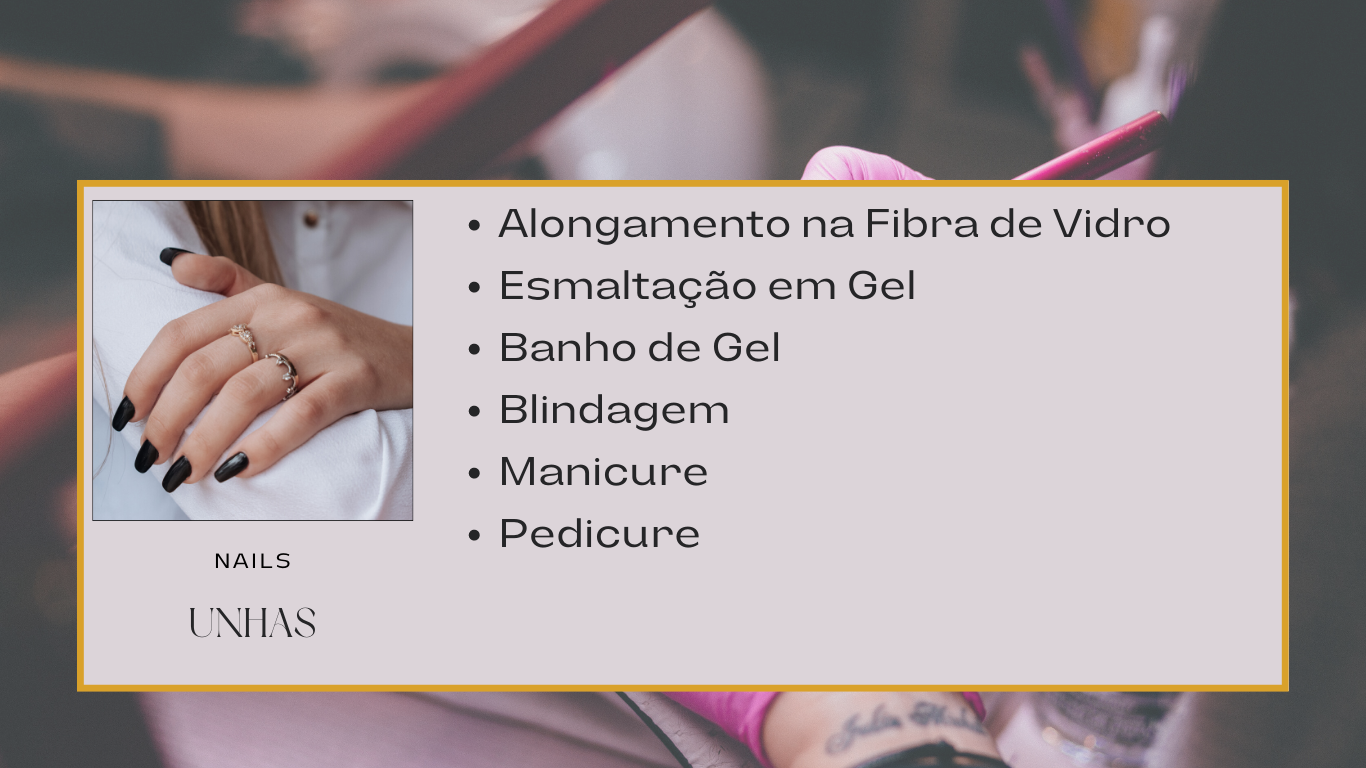 • Alongamento na Fibra de Vidro
• Esmaltação em Gel
• Banho de Gel
• Blindagem
• Manicure
• Pedicure
NAILS
UNHAS